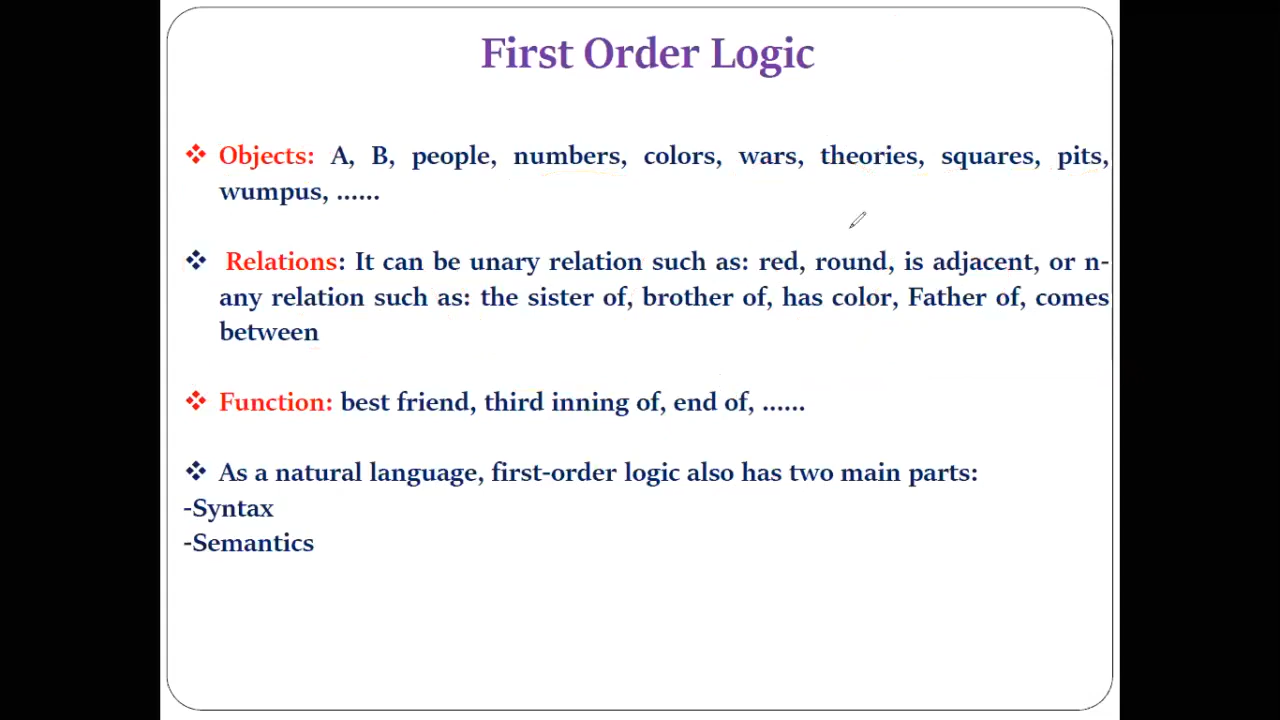 First Order Logic
Objects: A, B, people, numbers, colors, wars, theories, squares, pits,
wumpus, ......
Relations: It can be unary relation such as: red, round, is adjacent, or n-
any relation such as: the sister of, brother of, has color, Father of, comes
between
Function: best friend, third inning of, end of, ......
As a natural language, first-order logic also has two main parts:
-Syntax
-Semantics